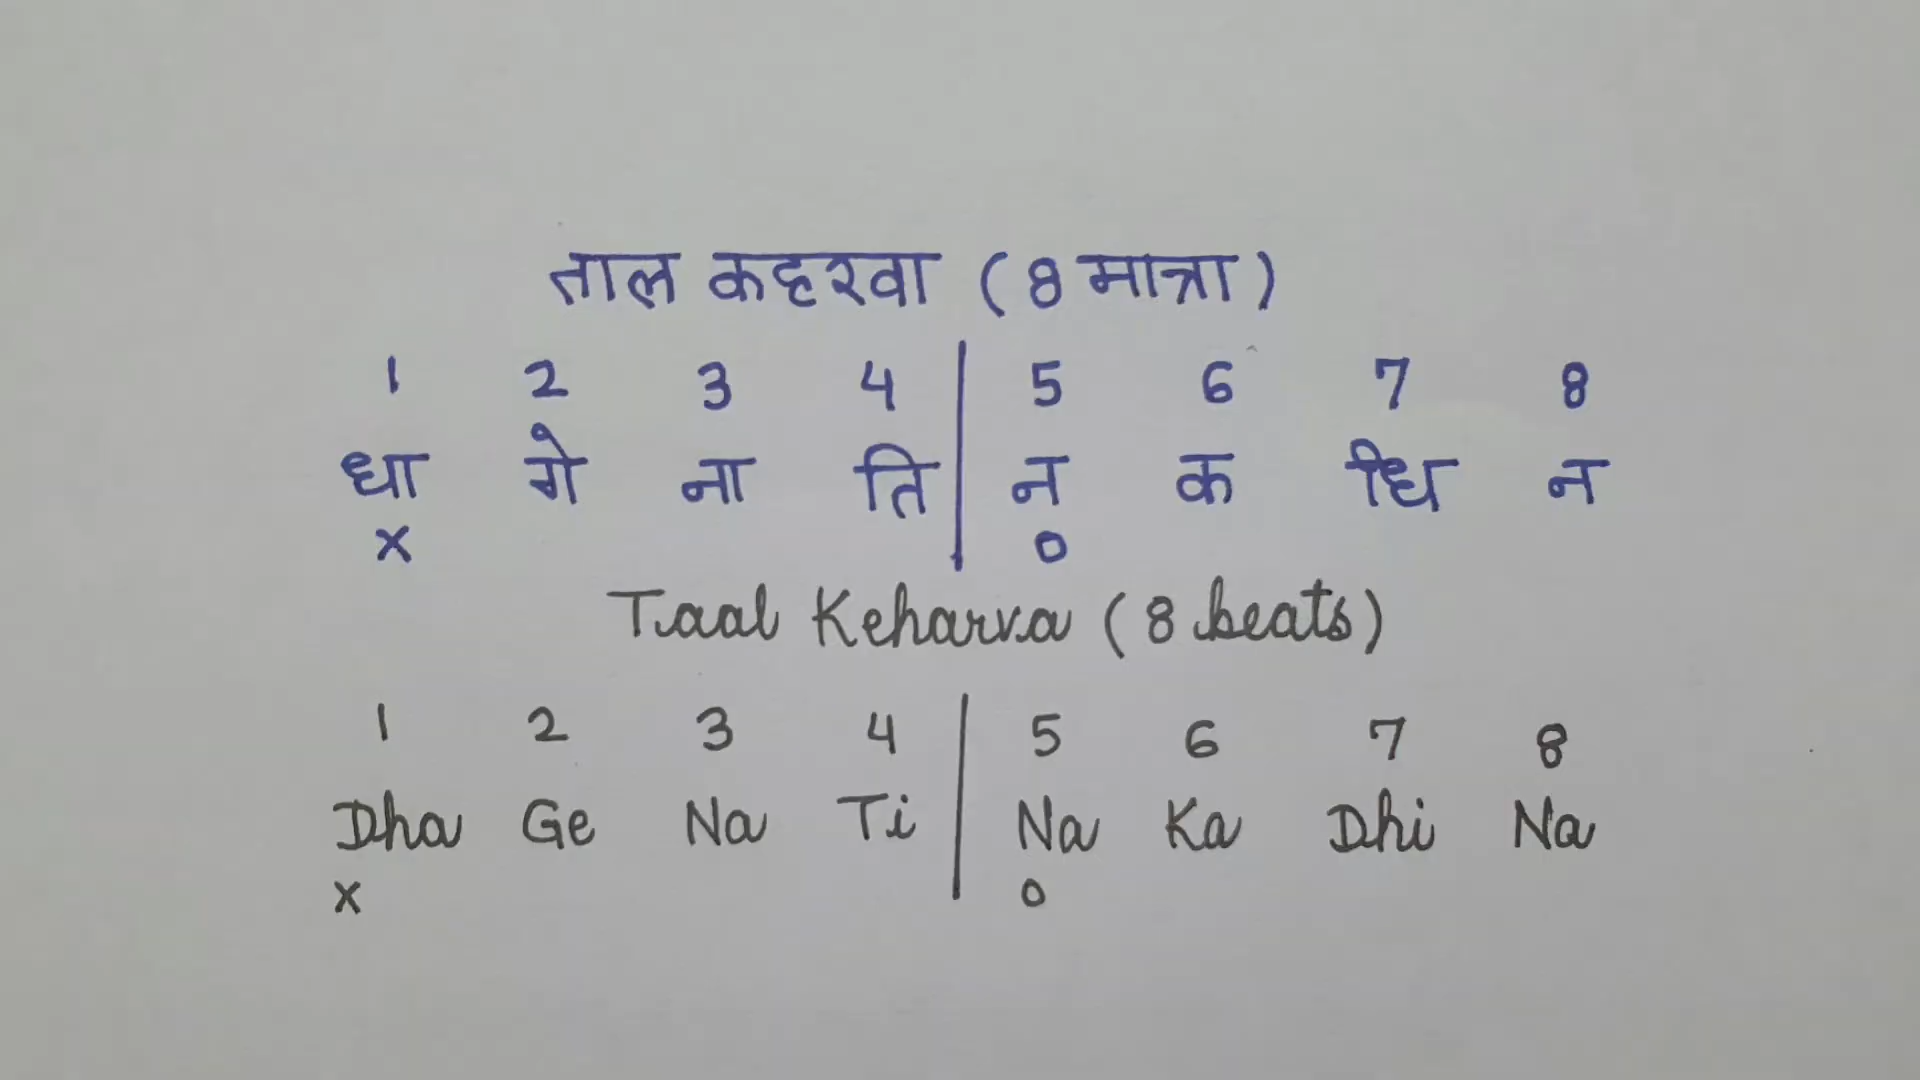 ताल कहरवा (8 मात्रा)
1 2 3 4 | 5 6 7 8
धा गे ना ति | न क धि न
x 0
Taal Keharva (8 beats)
1 2 3 4 | 5 6 7 8
Dha Ge Na Ti | Na Ka Dhi Na
x 0